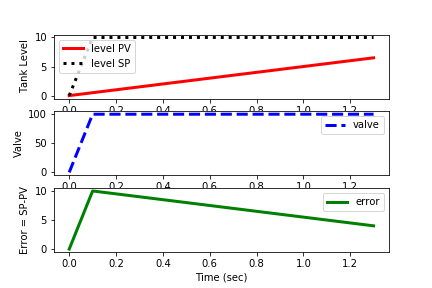 10
5
0
Tank Level
level PV
level SP
0.0 0.2 0.4 0.6 0.8 1.0 1.2
100
50
0
Valve
valve
0.0 0.2 0.4 0.6 0.8 1.0 1.2
10
5
0
Error = SP-PV
error
0.0 0.2 0.4 0.6 0.8 1.0 1.2
Time (sec)